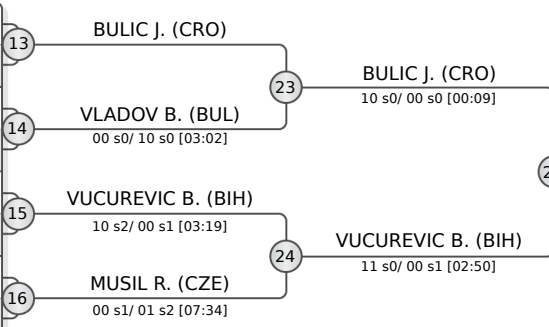 BULIC J. (CRO)
13
23
BULIC J. (CRO)
10 s0/ 00 s0 [00:09]
VLADOV B. (BUL)
14
00 s0/ 10 s0 [03:02]
VUCUREVIC B. (BIH)
15
10 s2/ 00 s1 [03:19]
24
VUCUREVIC B. (BIH)
11 s0/ 00 s1 [02:50]
MUSIL R. (CZE)
16
00 s1/ 01 s2 [07:34]